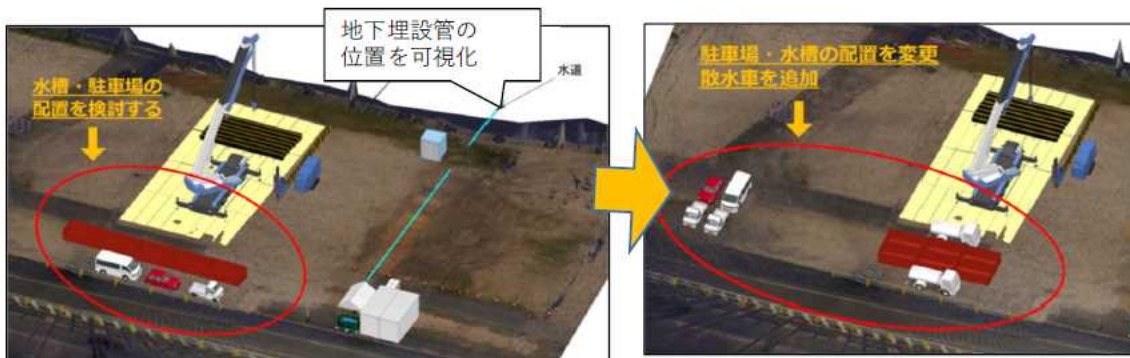 水槽・駐車場の
配置を検討する
地下埋設管の
位置を可視化
水道
駐車場・水槽の配置を変更
散水車を追加